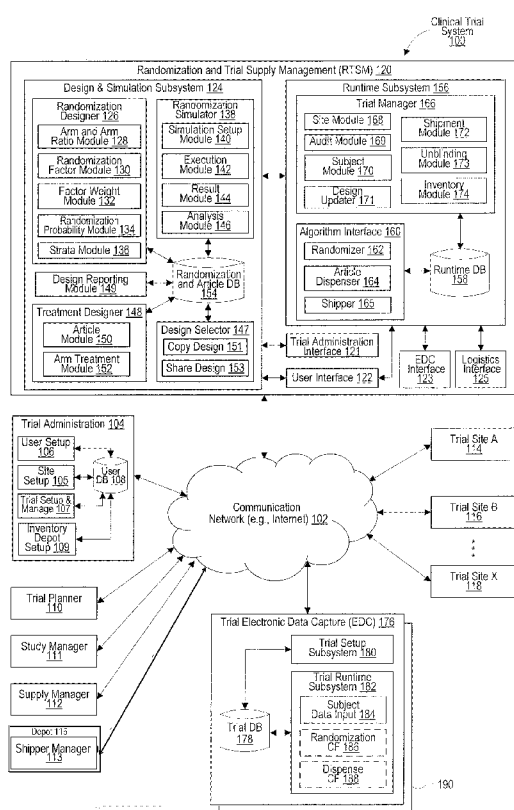 Clinical Trial
System
100
Randomization and Trial Supply Management (RTSM) 120
Design & Simulation Subsystem 124
Randomization
Designer 126
Arm and Arm
Ratio Module 128
Randomization
Factor Module 130
Factor Weight
Module 132
Randomization
Probability Module 134
Strata Module 136
Randomization
Simulator 138
Simulation Setup
Module 140
Execution
Module 142
Result
Module 144
Analysis
Module 146
Design Reporting
Module 149
Randomization
and Article DB
154
Treatment Designer 148
Article
Module 150
Arm Treatment
Module 152
Design Selector 147
Copy Design 151
Share Design 153
Runtime Subsystem 156
Trial Manager 166
Site Module 168
Audit Module 169
Subject
Module 170
Design
Updater 171
Shipment
Module 172
Unblinding
Module 173
Inventory
Module 174
Algorithm Interface 160
Randomizer 162
Article
Dispenser 164
Shipper 165
Runtime DB
158
Trial Administration
Interface 121
User Interface 122
EDC
Interface
123
Logistics
Interface
125
Trial Administration 104
User Setup
106
Site
Setup 105
Trial Setup &
Manage 107
Inventory
Depot Setup
109
User
DB 108
Communication
Network (e.g., Internet) 102
Trial Site A
114
Trial Site B
116
Trial Site X
118
Trial Planner
110
Study Manager
111
Supply Manager
112
Depot 115
Shipper Manager
113
Trial Electronic Data Capture (EDC) 176
Trial Setup
Subsystem 180
Trial Runtime
Subsystem 182
Subject
Data Input 184
Randomization
CF 186
Dispense
CF 188
Trial DB
178
190